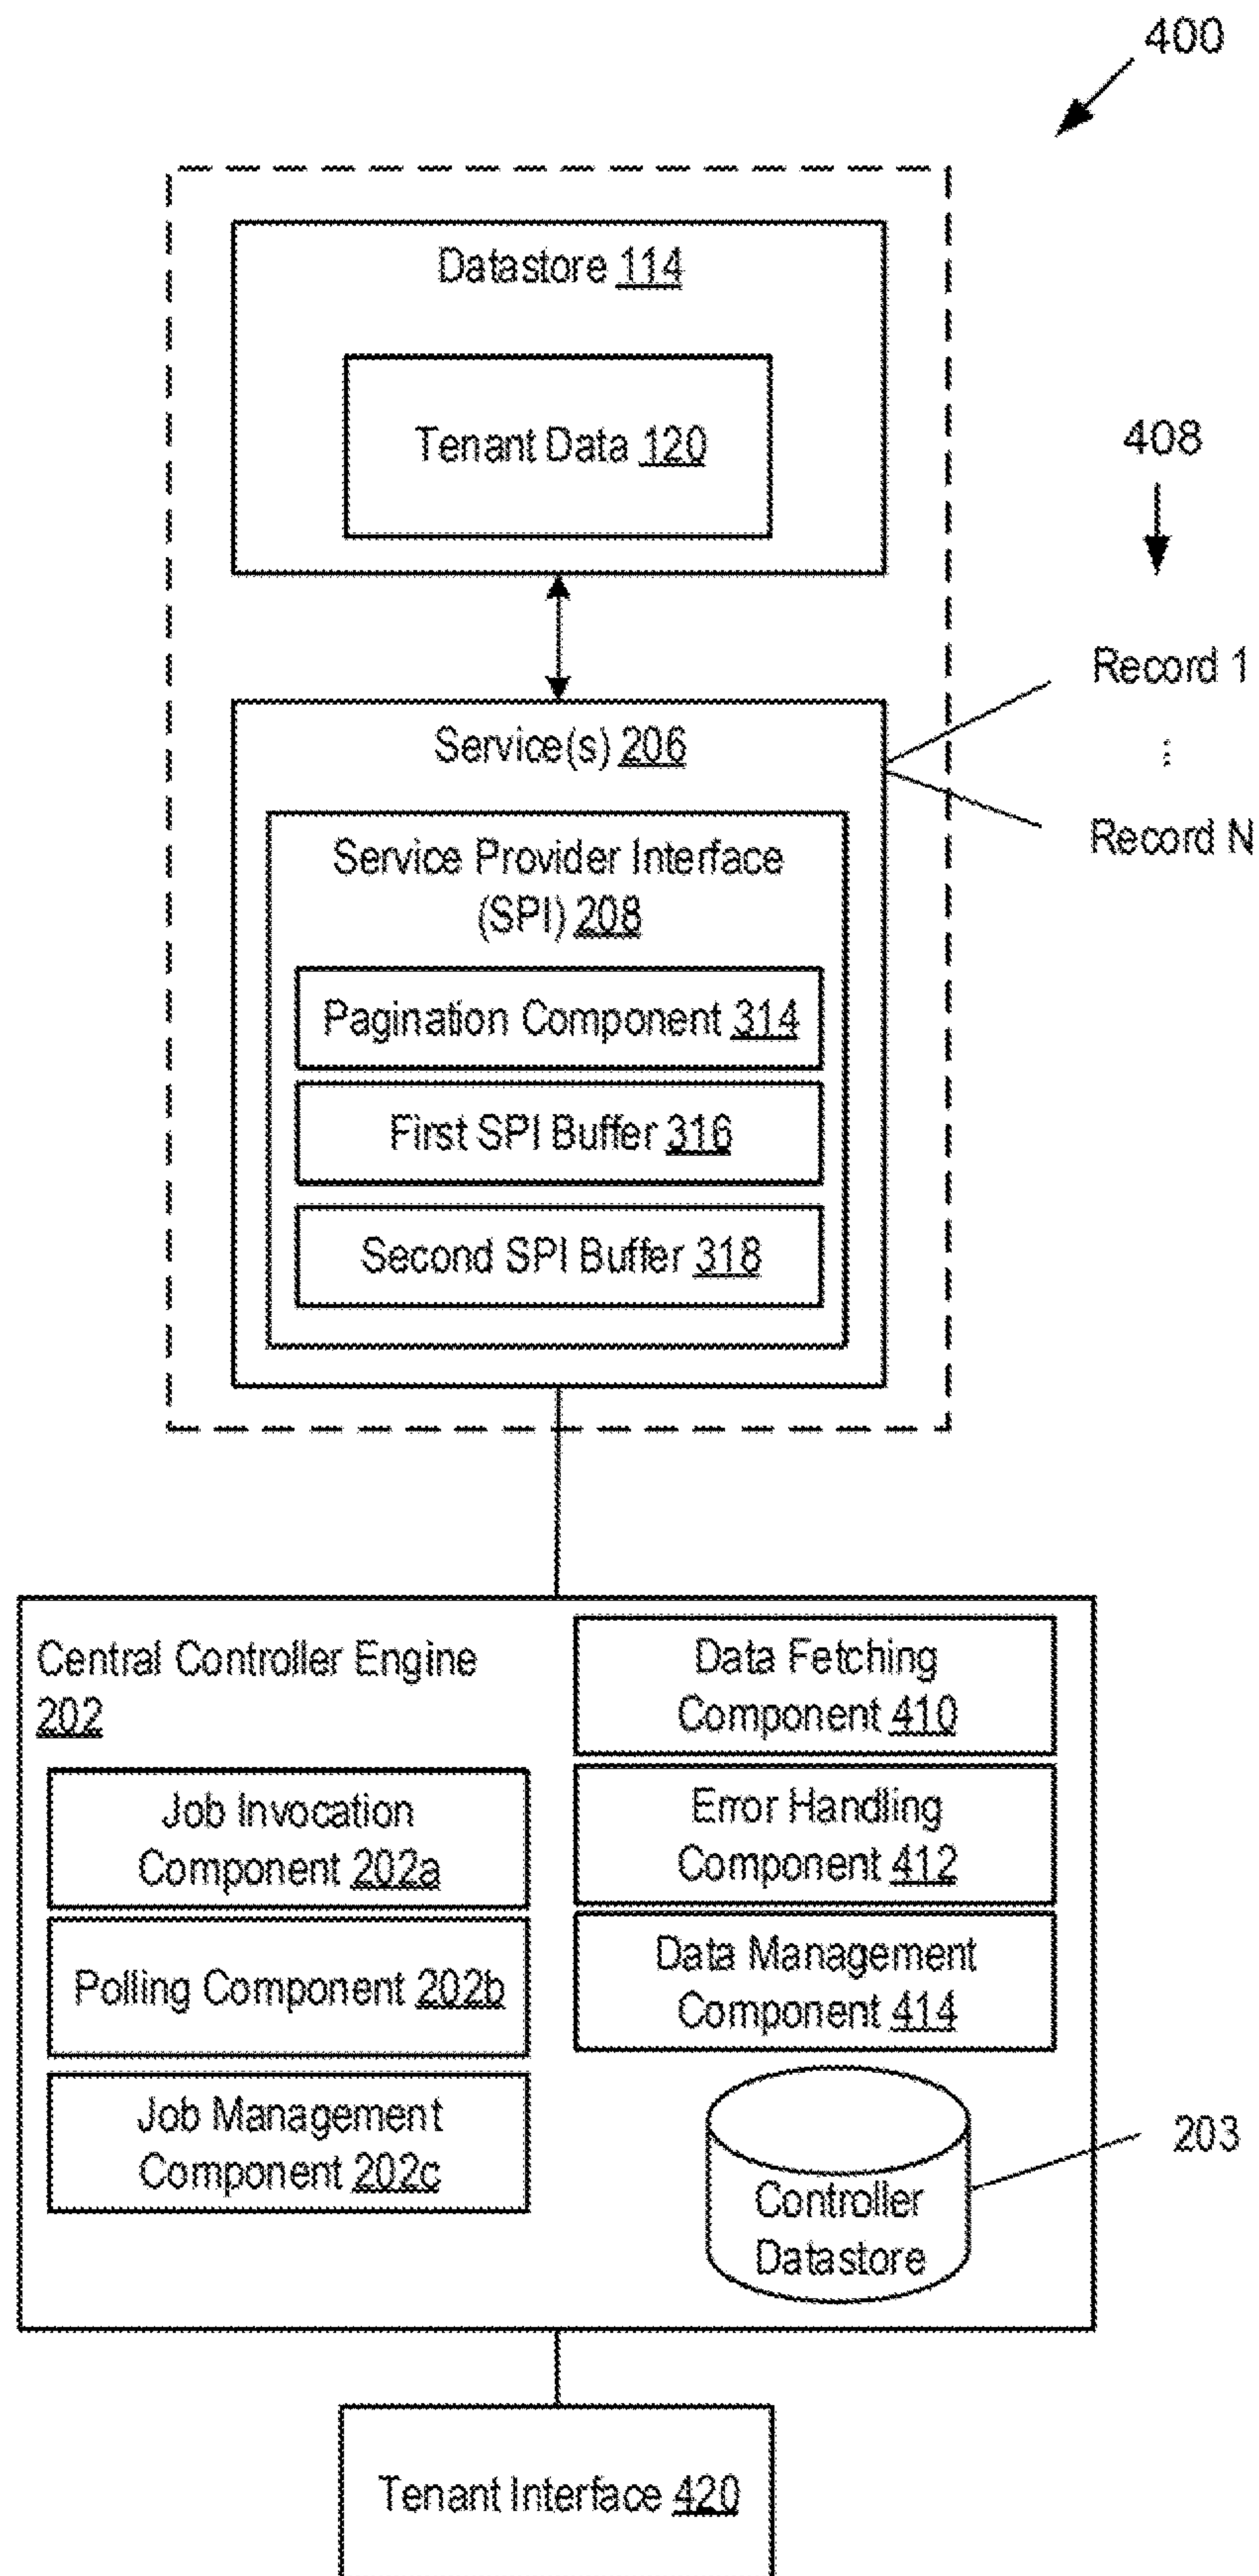 400
Datastore 114
Tenant Data 120
408
Record 1
⋮
Record N
Service(s) 206
Service Provider Interface
(SPI) 208
Pagination Component 314
First SPI Buffer 316
Second SPI Buffer 318
Central Controller Engine
202
Job Invocation
Component 202a
Polling Component 202b
Job Management
Component 202c
Data Fetching
Component 410
Error Handling
Component 412
Data Management
Component 414
Controller
Datastore
203
Tenant Interface 420